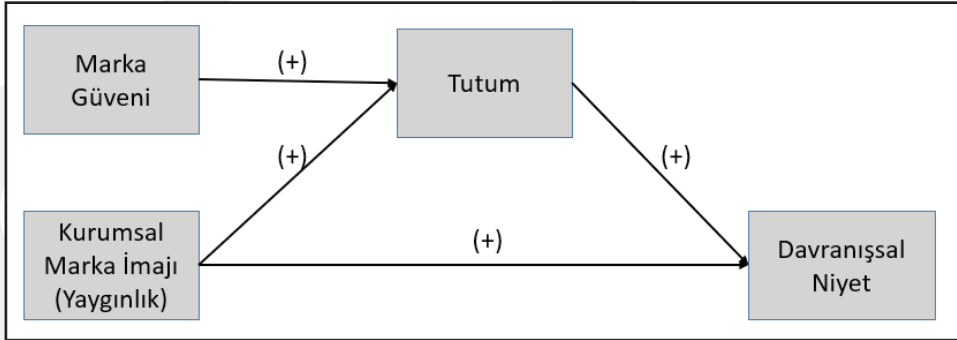 Marka
Güveni
(+)
Tutum
(+)
(+)
Kurumsal
Marka İmajı
(Yaygınlık)
(+)
Davranışsal
Niyet